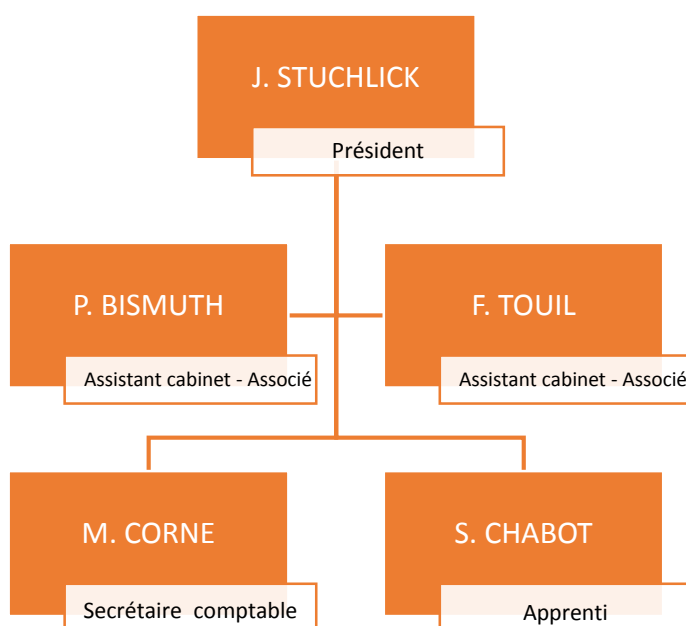 J. STUCHLICK
Président
P. BISMUTH
Assistant cabinet - Associé
F. TOUIL
Assistant cabinet - Associé
M. CORNE
Secrétaire comptable
S. CHABOT
Apprenti